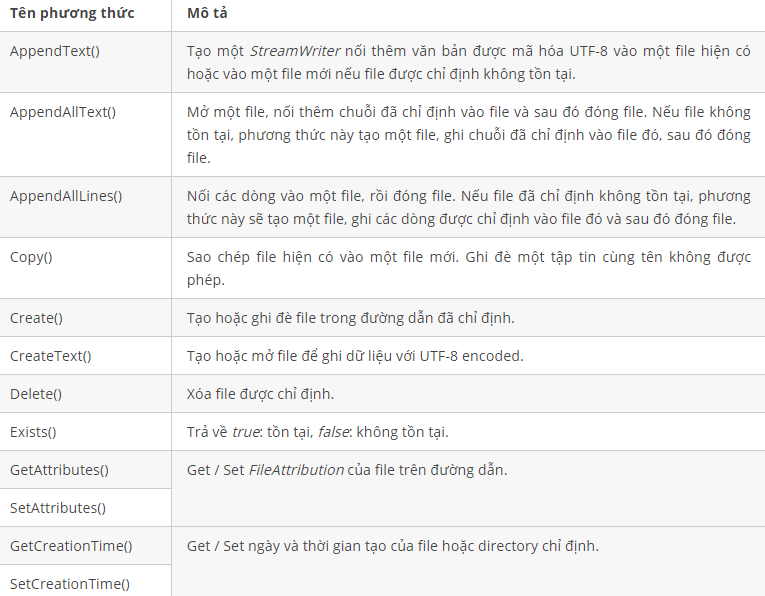 Tên phương thức Mô tả
AppendText() Tạo một StreamWriter nối thêm văn bản được mã hóa UTF-8 vào một file hiện có
hoặc vào một file mới nếu file được chỉ định không tồn tại.
AppendAllText() Mở một file, nối thêm chuỗi đã chỉ định vào file và sau đó đóng file. Nếu file không
tồn tại, phương thức này tạo một file, ghi chuỗi đã chỉ định vào file đó, sau đó đóng
file.
AppendAllLines() Nối các dòng vào một file, rồi đóng file. Nếu file đã chỉ định không tồn tại, phương
thức này sẽ tạo một file, ghi các dòng được chỉ định vào file đó và sau đó đóng file.
Copy() Sao chép file hiện có vào một file mới. Ghi đè một tập tin cùng tên không được
phép.
Create() Tạo hoặc ghi đè file trong đường dẫn đã chỉ định.
CreateText() Tạo hoặc mở file để ghi dữ liệu với UTF-8 encoded.
Delete() Xóa file được chỉ định.
Exists() Trả về true: tồn tại, false: không tồn tại.
GetAttributes() Get / Set FileAttribution của file trên đường dẫn.
SetAttributes()
GetCreationTime() Get / Set ngày và thời gian tạo của file hoặc directory chỉ định.
SetCreationTime()